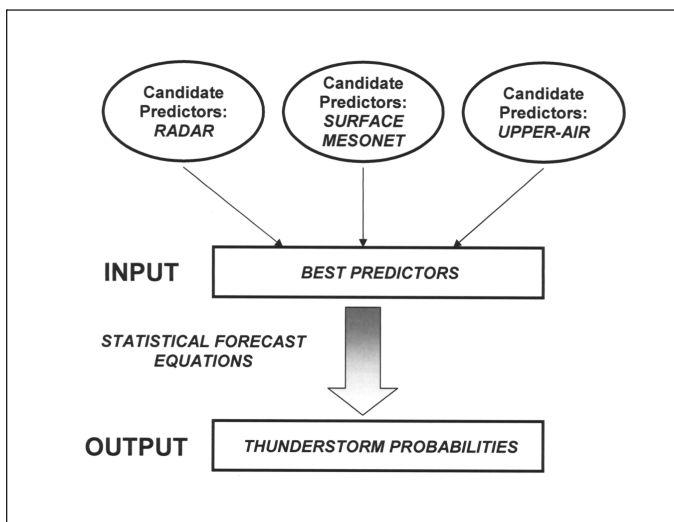 Candidate
Predictors:
RADAR
Candidate
Predictors:
SURFACE
MESONET
Candidate
Predictors:
UPPER-AIR
INPUT
BEST PREDICTORS
STATISTICAL FORECAST
EQUATIONS
OUTPUT
THUNDERSTORM PROBABILITIES